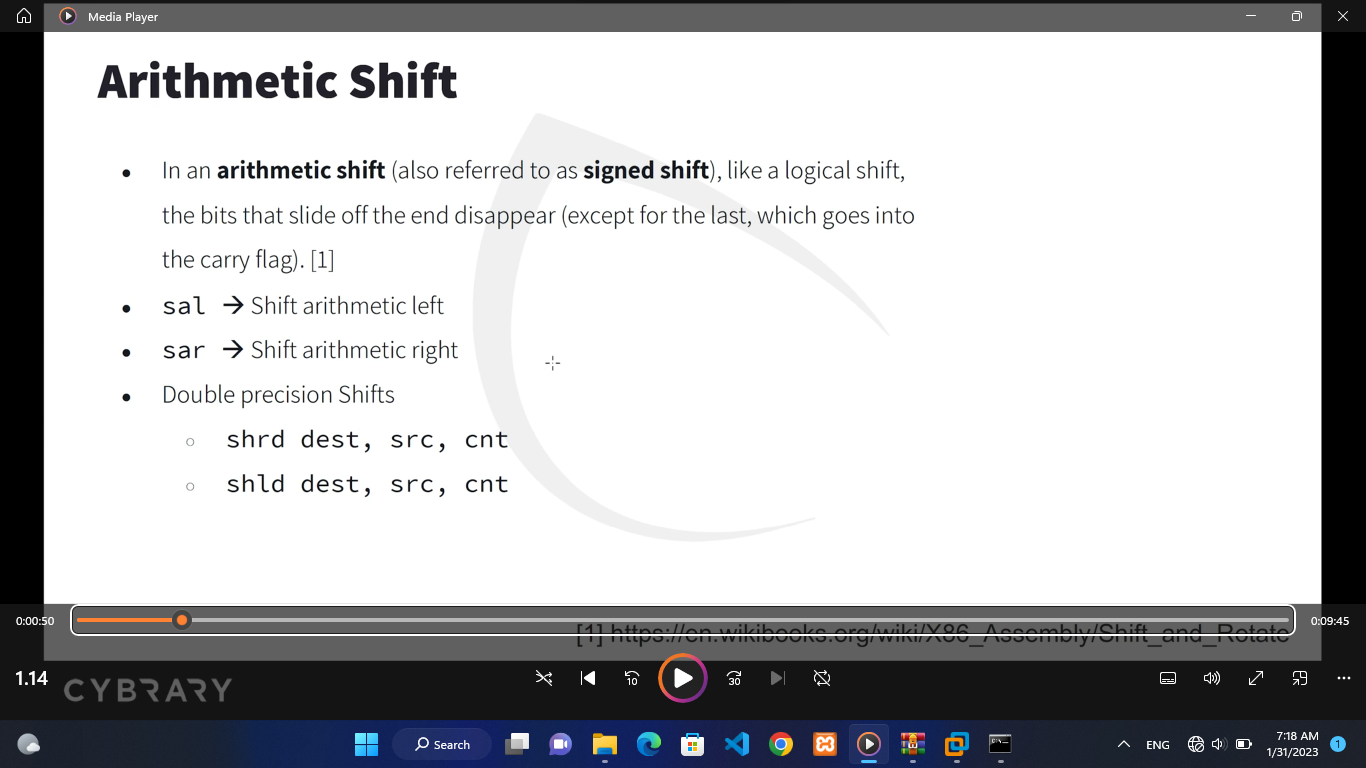 Media Player
Arithmetic Shift
In an arithmetic shift (also referred to as signed shift), like a logical shift,
the bits that slide off the end disappear (except for the last, which goes into
the carry flag). [1]
sal → Shift arithmetic left
sar → Shift arithmetic right
Double precision Shifts
shrd dest, src, cnt
shld dest, src, cnt
0:00:50
0:09:45
[1] https://en.wikibooks.org/wiki/X86_Assembly/Shift_and_Rotate
1.14
CYBRARY
10
30
Search
ENG
7:18 AM
1/31/2023
1